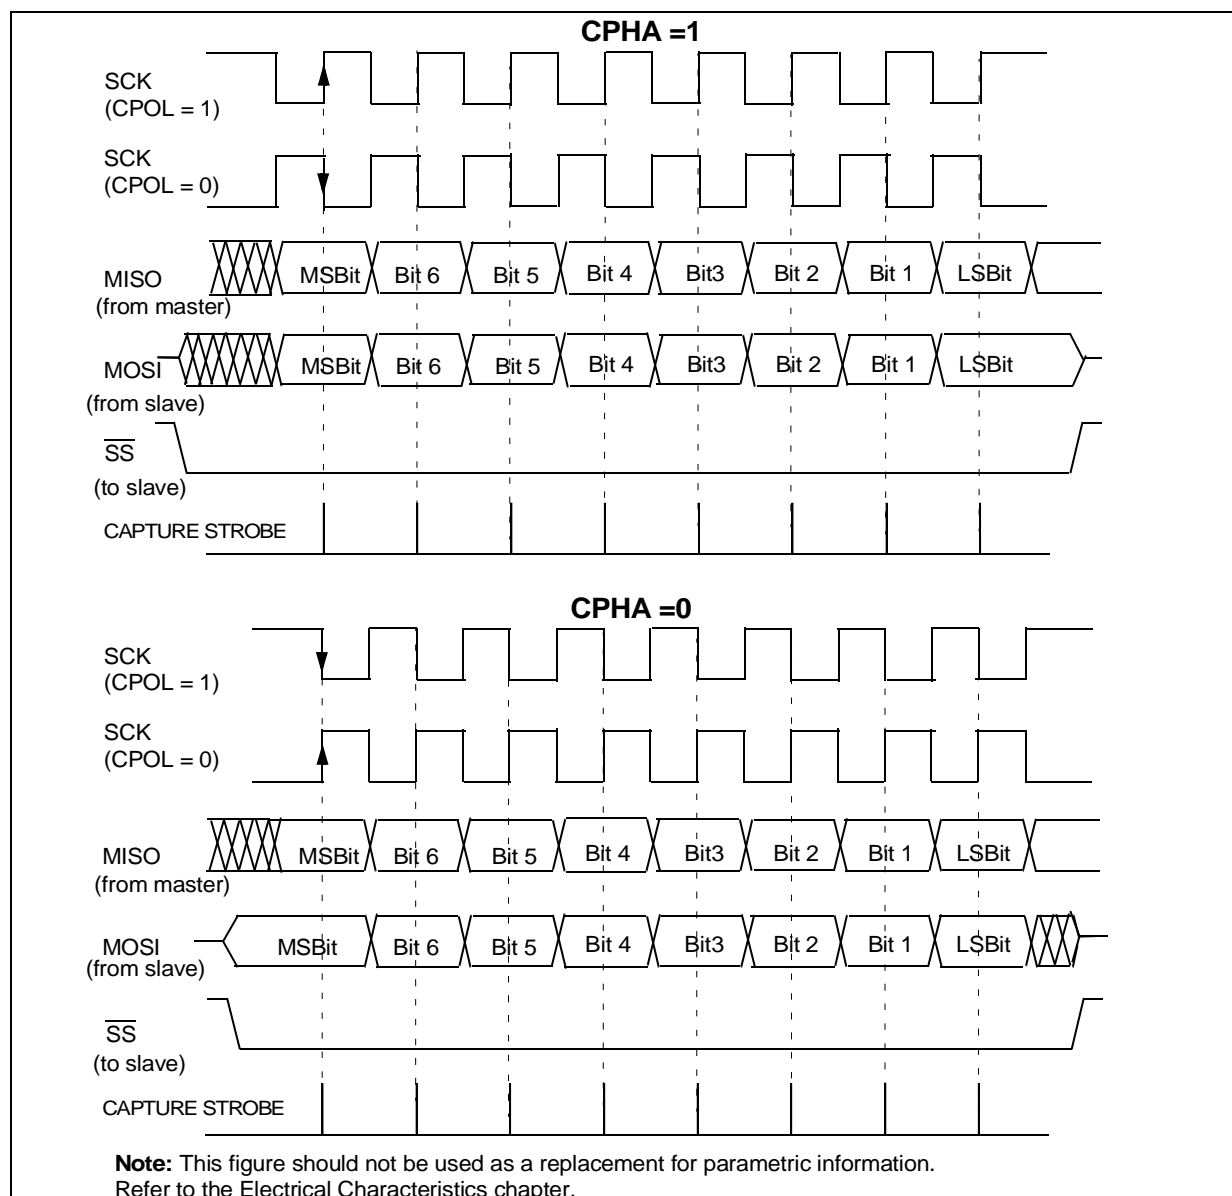 CPHA =1
SCK
(CPOL = 1)
SCK
(CPOL = 0)
MISO
(from master)
MSBit Bit 6 Bit 5 Bit 4 Bit3 Bit 2 Bit 1 LSBit
MOSI
(from slave)
MSBit Bit 6 Bit 5 Bit 4 Bit3 Bit 2 Bit 1 LSBit
SS
(to slave)
CAPTURE STROBE
CPHA =0
SCK
(CPOL = 1)
SCK
(CPOL = 0)
MISO
(from master)
MSBit Bit 6 Bit 5 Bit 4 Bit3 Bit 2 Bit 1 LSBit
MOSI
(from slave)
MSBit Bit 6 Bit 5 Bit 4 Bit3 Bit 2 Bit 1 LSBit
SS
(to slave)
CAPTURE STROBE
Note: This figure should not be used as a replacement for parametric information.
Refer to the Electrical Characteristics chapter.